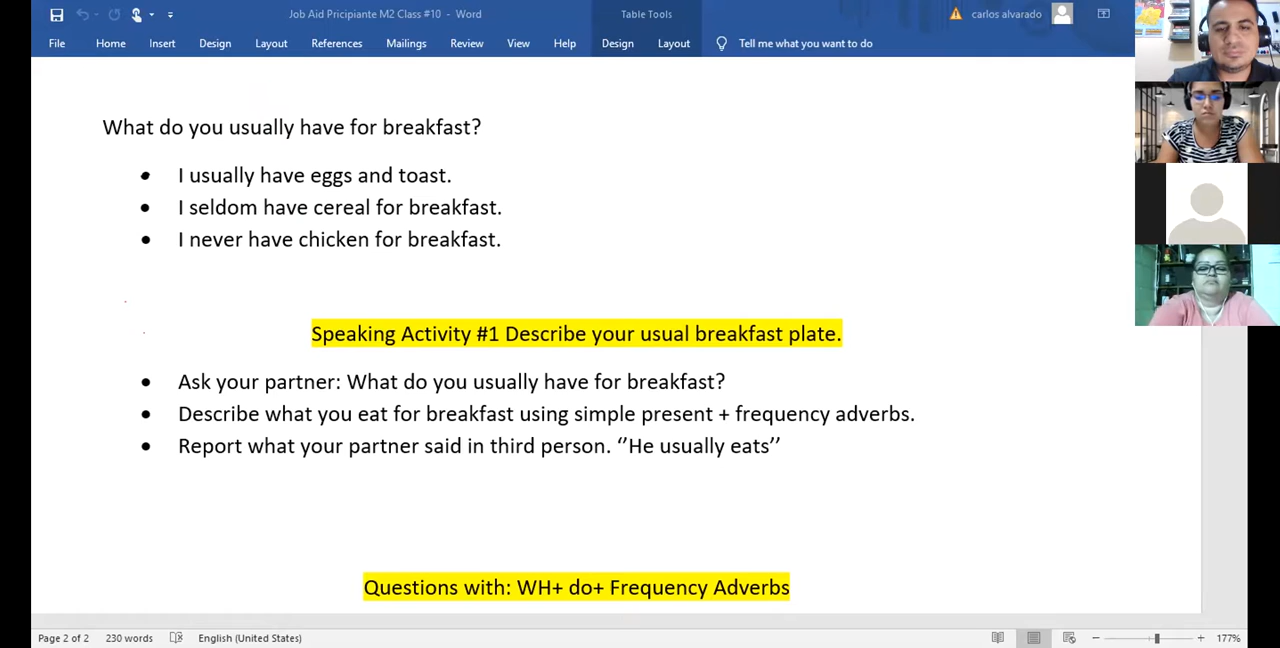 Job Aid Pricipiante M2 Class #10 - Word
Table Tools
carlos alvarado
File Home Insert Design Layout References Mailings Review View Help Design Layout Tell me what you want to do
What do you usually have for breakfast?
• I usually have eggs and toast.
• I seldom have cereal for breakfast.
• I never have chicken for breakfast.
Speaking Activity #1 Describe your usual breakfast plate.
• Ask your partner: What do you usually have for breakfast?
• Describe what you eat for breakfast using simple present + frequency adverbs.
• Report what your partner said in third person. ‘’He usually eats’’
Questions with: WH+ do+ Frequency Adverbs
Page 2 of 2 230 words English (United States) 177%